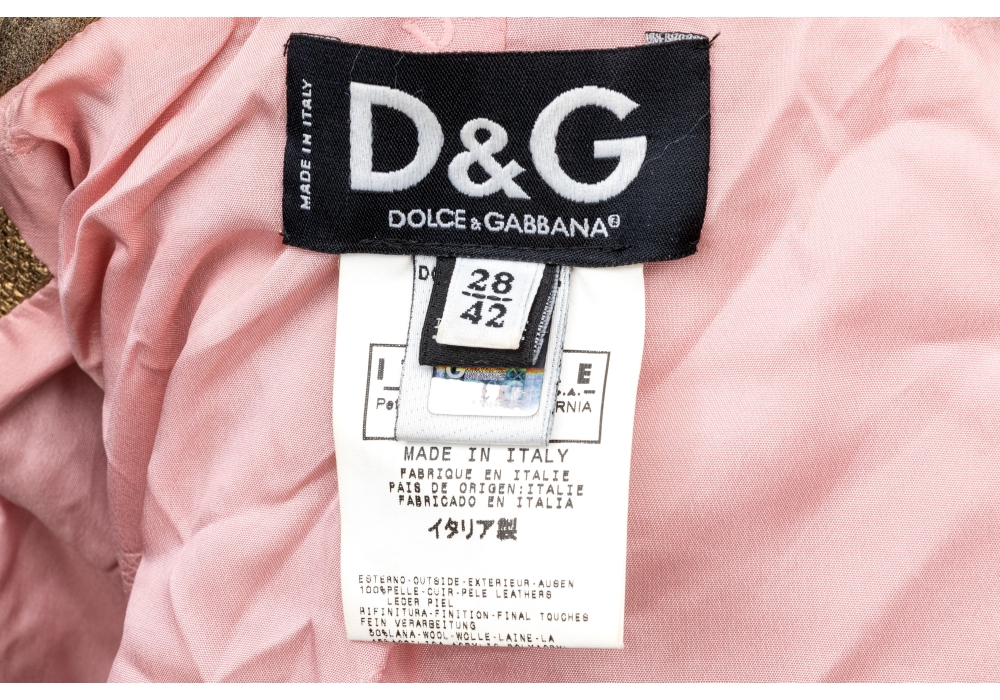 MADE IN ITALY
D&G
DOLCE & GABBANA
28
42
E
RNIA
MADE IN ITALY
FABRIQUE EN ITALIE
PAIS DE ORIGEN:ITALIE
FABRICADO EN ITALIA
イタリア製
ESTERNO-OUTSIDE-EXTERIEUR-AUSEN
100%PELLE-CUIR-PELE LEATHERS
LEDER PIEL
RIFINITURA-FINITION-FINAL TOUCHES
FEIN VERARBEITUNG
50%LANA-WOOL-WOLLE-LAINE-LA